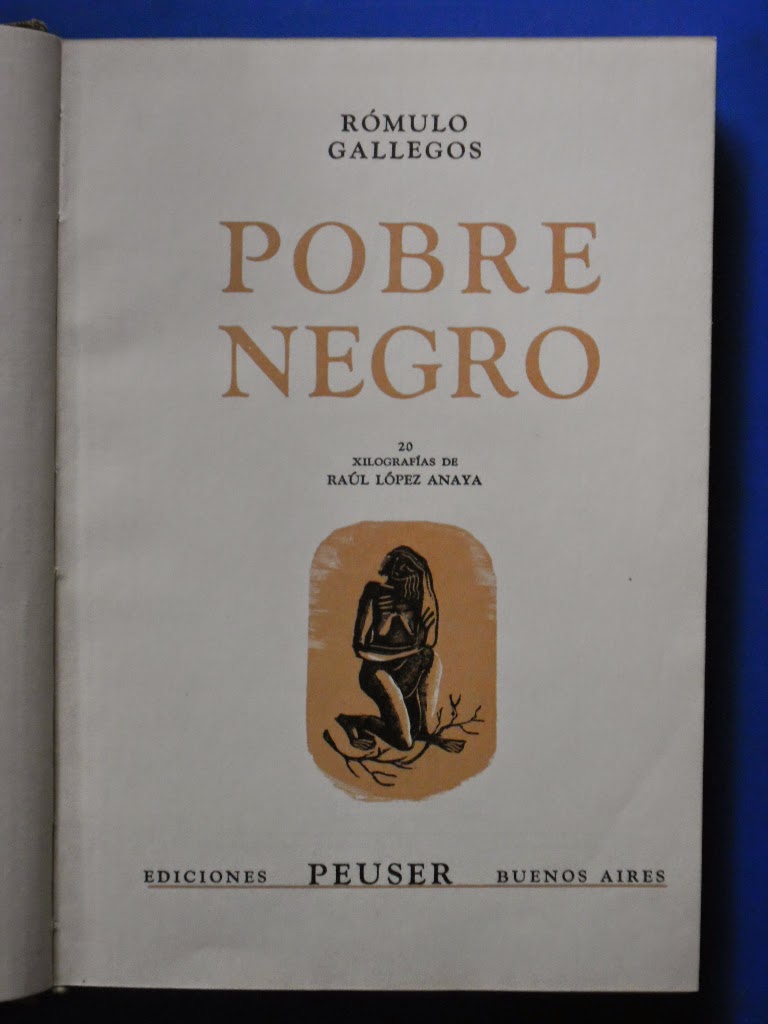 RÓMULO
GALLEGOS
POBRE
NEGRO
20
XILOGRAFÍAS DE
RAÚL LÓPEZ ANAYA
EDICIONES PEUSER BUENOS AIRES